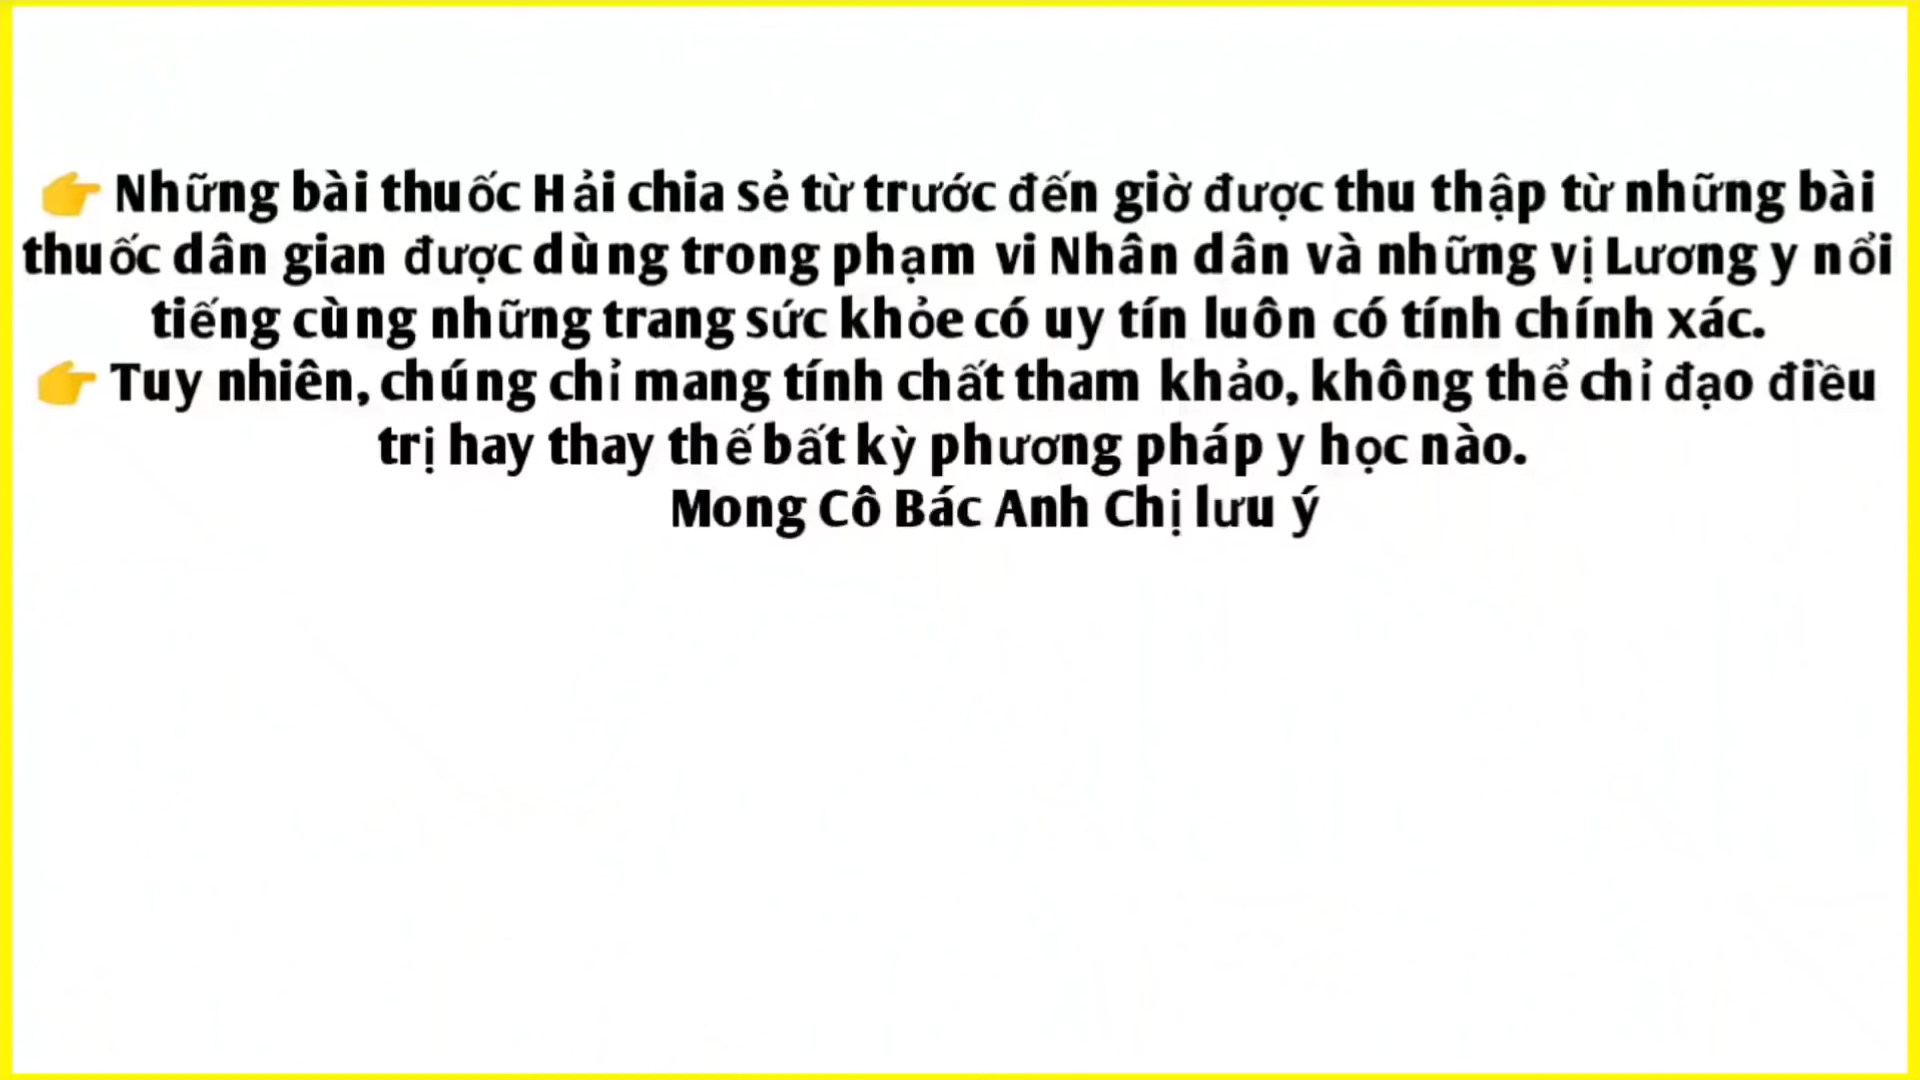 👉 Những bài thuốc Hải chia sẻ từ trước đến giờ được thu thập từ những bài
thuốc dân gian được dùng trong phạm vi Nhân dân và những vị Lương y nổi
tiếng cùng những trang sức khỏe có uy tín luôn có tính chính xác.
👉 Tuy nhiên, chúng chỉ mang tính chất tham khảo, không thể chỉ đạo điều
trị hay thay thế bất kỳ phương pháp y học nào.
Mong Cô Bác Anh Chị lưu ý